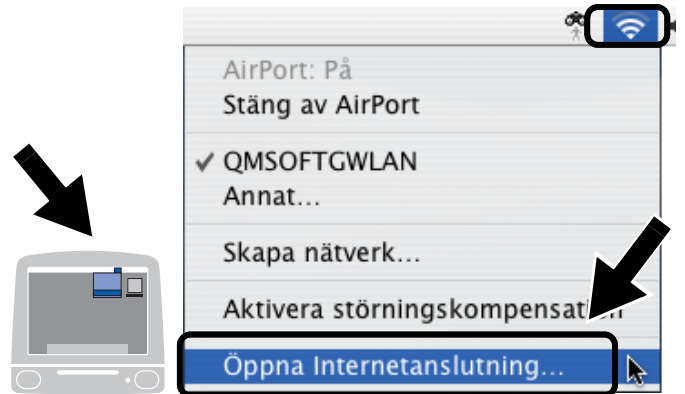 AirPort: På
Stäng av AirPort
QMSOFTGWLAN
Annat...
Skapa nätverk...
Aktivera störningskompensation
Öppna Internetanslutning...